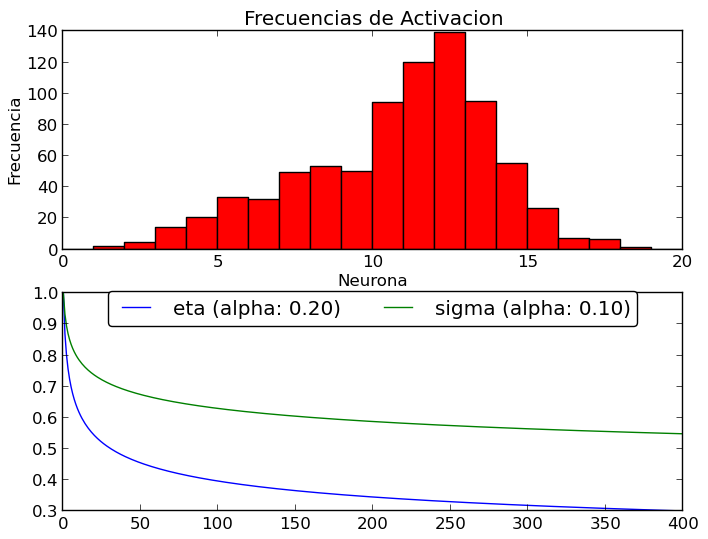 Frecuencias de Activacion
Frecuencia
140
120
100
80
60
40
20
0
0 5 10 15 20
Neurona
eta (alpha: 0.20) sigma (alpha: 0.10)
1.0
0.9
0.8
0.7
0.6
0.5
0.4
0.3
0 50 100 150 200 250 300 350 400